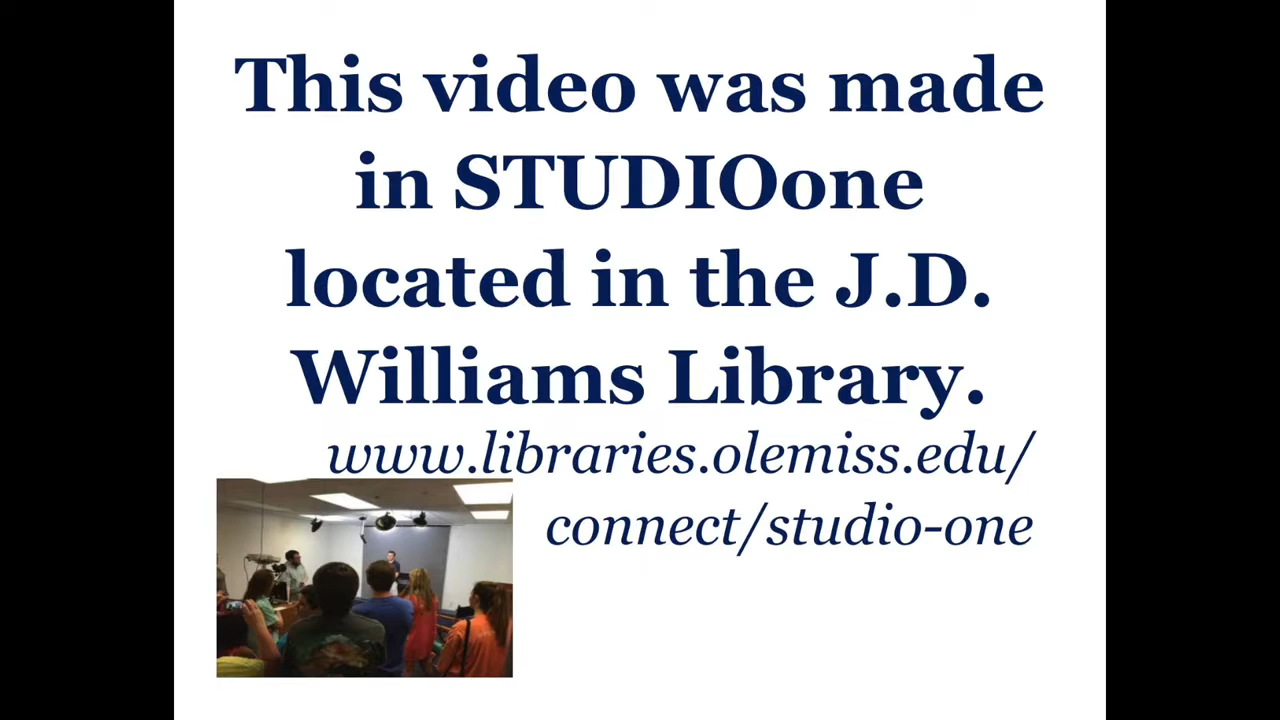 This video was made
in STUDIOone
located in the J.D.
Williams Library.
www.libraries.olemiss.edu/
connect/studio-one